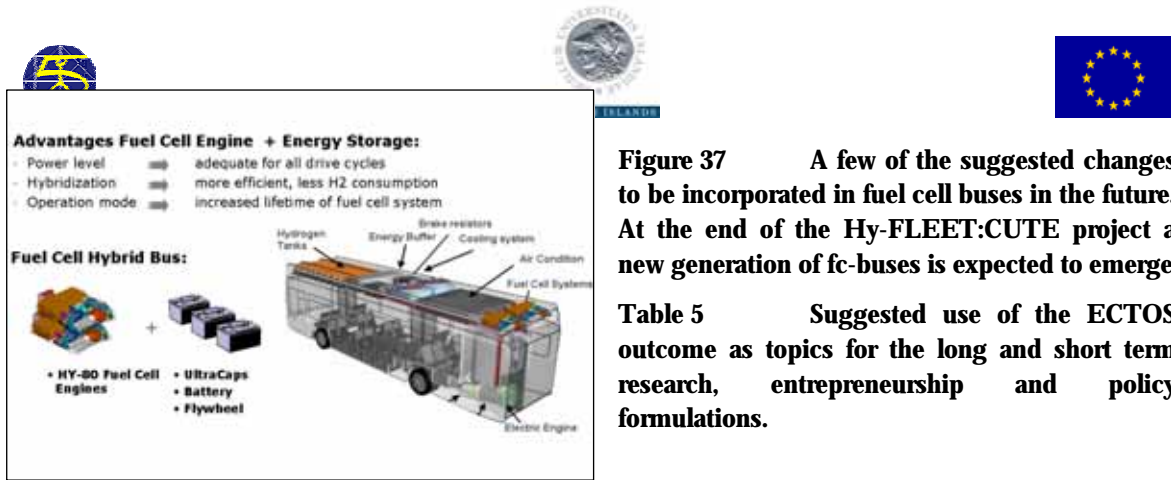 UNIVERSITATIS ISLANDIAE SIGILLUM
ISLANDS
Advantages Fuel Cell Engine + Energy Storage:
- Power level adequate for all drive cycles
- Hybridization more efficient, less H2 consumption
- Operation mode increased lifetime of fuel cell system
Fuel Cell Hybrid Bus:
+
• HY-80 Fuel Cell
Engines
• UltraCaps
• Battery
• Flywheel
Hydrogen
Tanks
Energy Buffer
Brake resistors
Cooling system
Air Condition
Fuel Cell Systems
Electric Engine
Figure 37 A few of the suggested changes
to be incorporated in fuel cell buses in the future.
At the end of the Hy-FLEET:CUTE project a
new generation of fc-buses is expected to emerge
Table 5 Suggested use of the ECTOS
outcome as topics for the long and short term
research, entrepreneurship and policy
formulations.